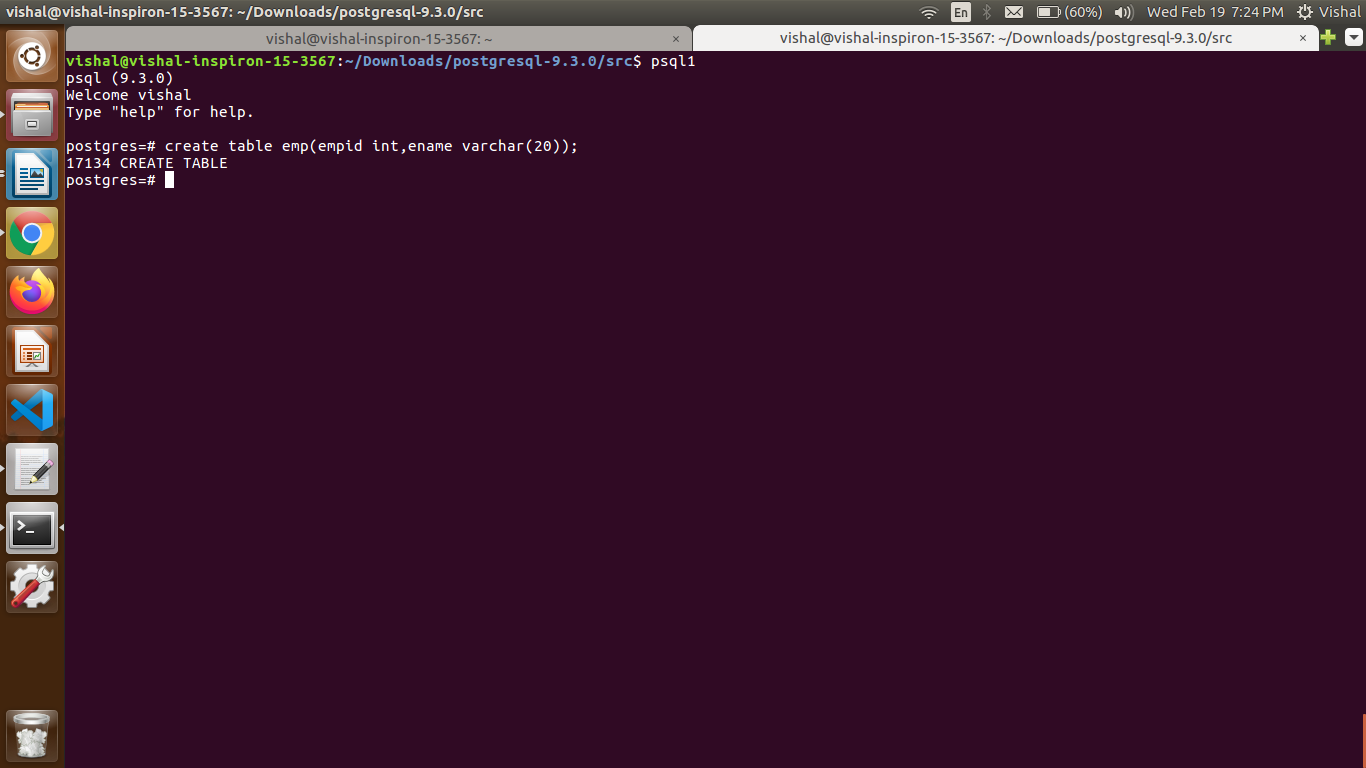 vishal@vishal-inspiron-15-3567: ~/Downloads/postgresql-9.3.0/src
En
(60%)
Wed Feb 19 7:24 PM
Vishal
vishal@vishal-inspiron-15-3567: ~
vishal@vishal-inspiron-15-3567: ~/Downloads/postgresql-9.3.0/src
vishal@vishal-inspiron-15-3567:~/Downloads/postgresql-9.3.0/src$ psql1
psql (9.3.0)
Welcome vishal
Type "help" for help.
postgres=# create table emp(empid int,ename varchar(20));
17134 CREATE TABLE
postgres=#